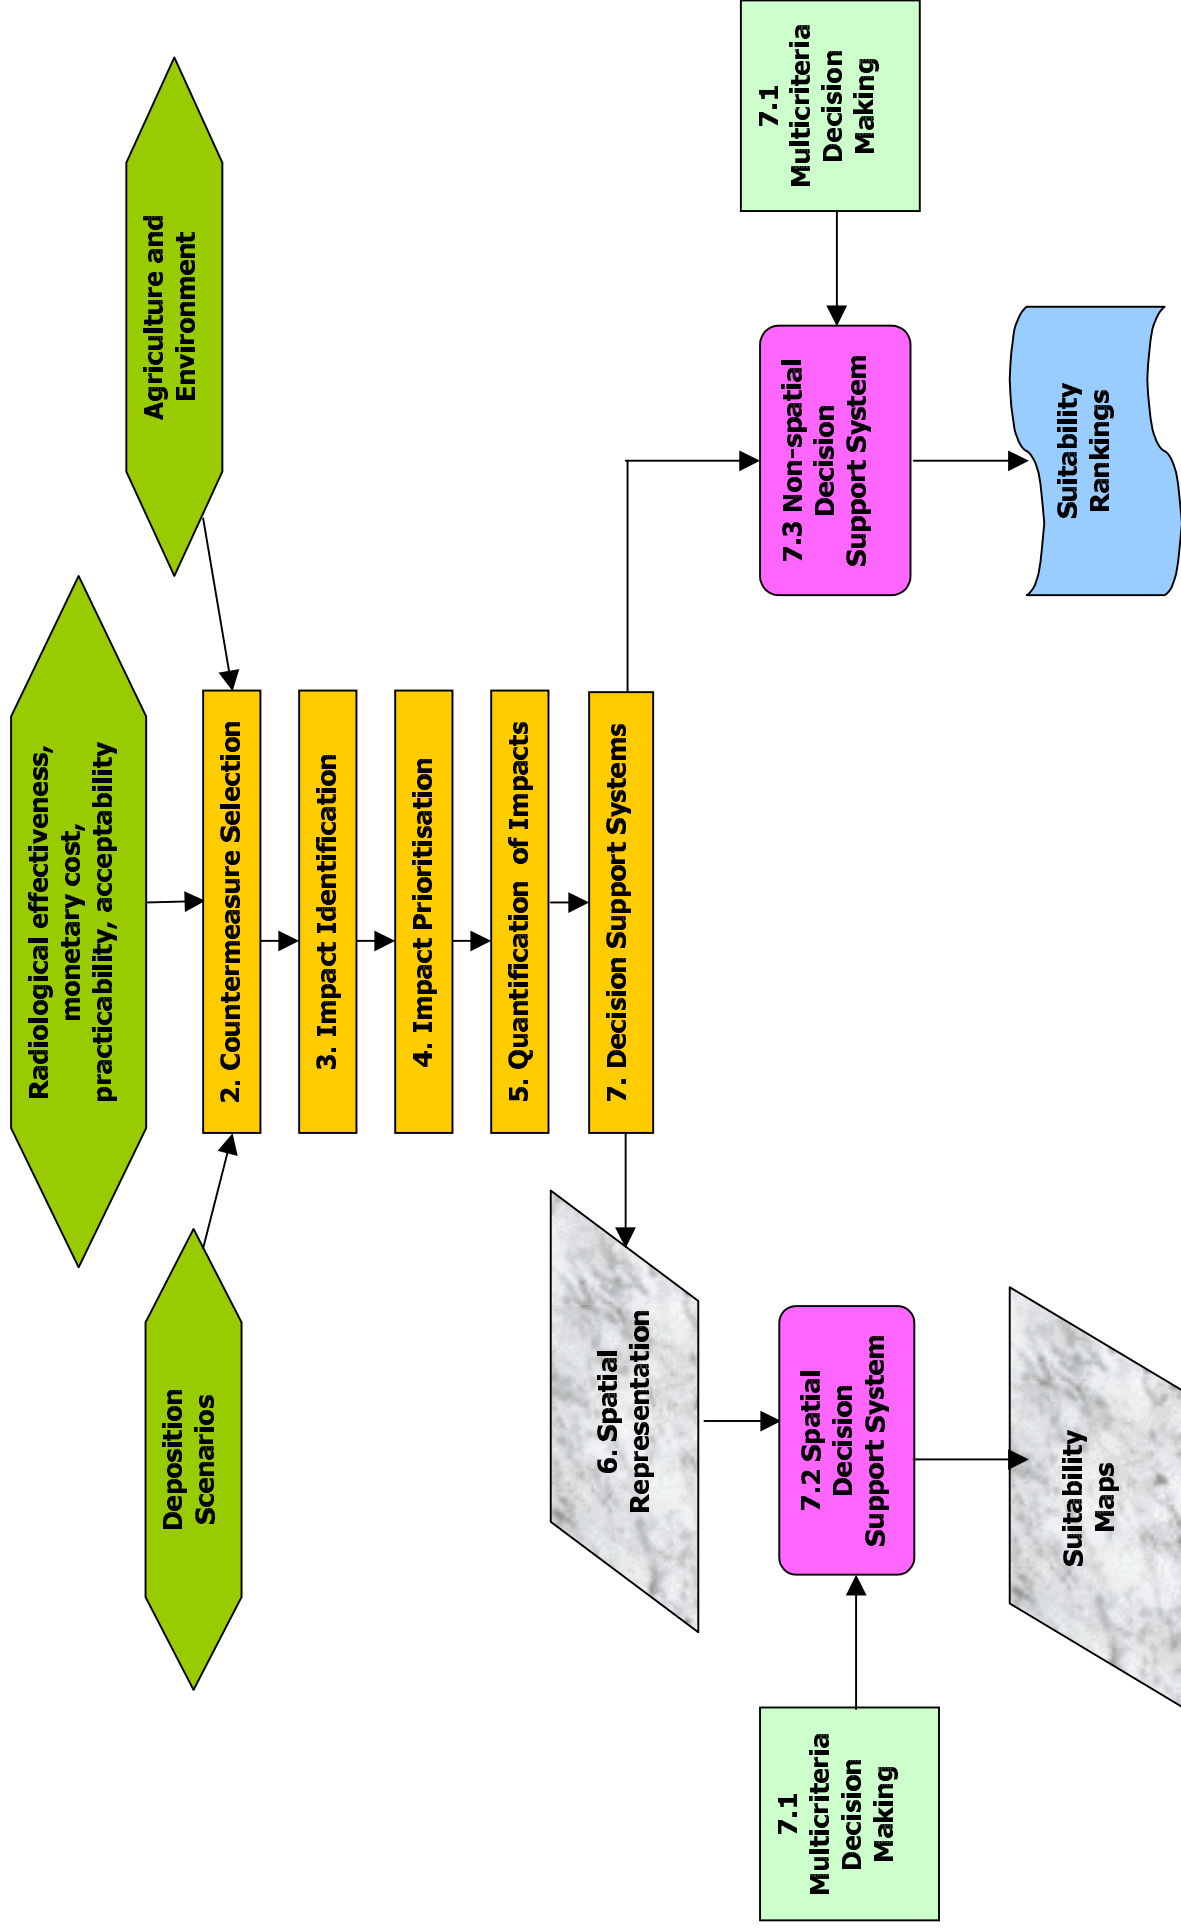 Radiological effectiveness,
monetary cost,
practicability, acceptability
Deposition
Scenarios
Agriculture and
Environment
2. Countermeasure Selection
3. Impact Identification
4. Impact Prioritisation
5. Quantification of Impacts
7. Decision Support Systems
6. Spatial
Representation
7.1
Multicriteria
Decision
Making
7.2 Spatial
Decision
Support System
7.3 Non-spatial
Decision
Support System
7.1
Multicriteria
Decision
Making
Suitability
Maps
Suitability
Rankings